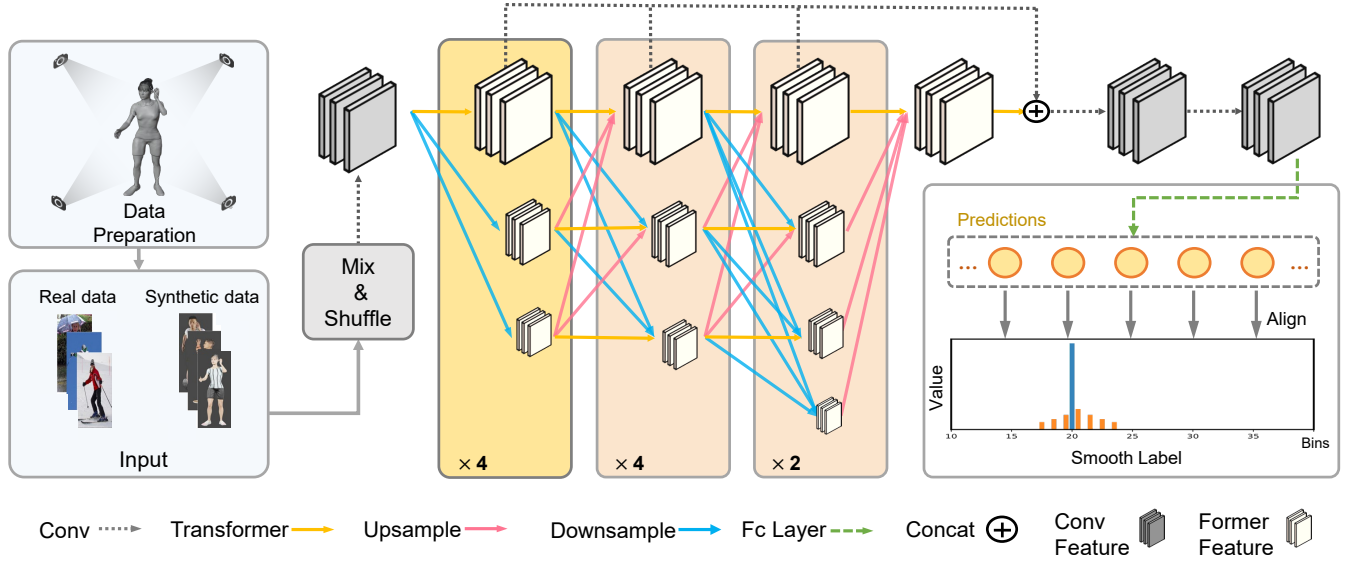 Data
Preparation
Real data
Synthetic data
Input
Mix
&
Shuffle
× 4
× 4
× 2
Predictions
...
...
Align
Value
10
15
20
25
30
35
Bins
Smooth Label
Conv
Transformer
Upsample
Downsample
Fc Layer
Concat
Conv
Feature
Former
Feature